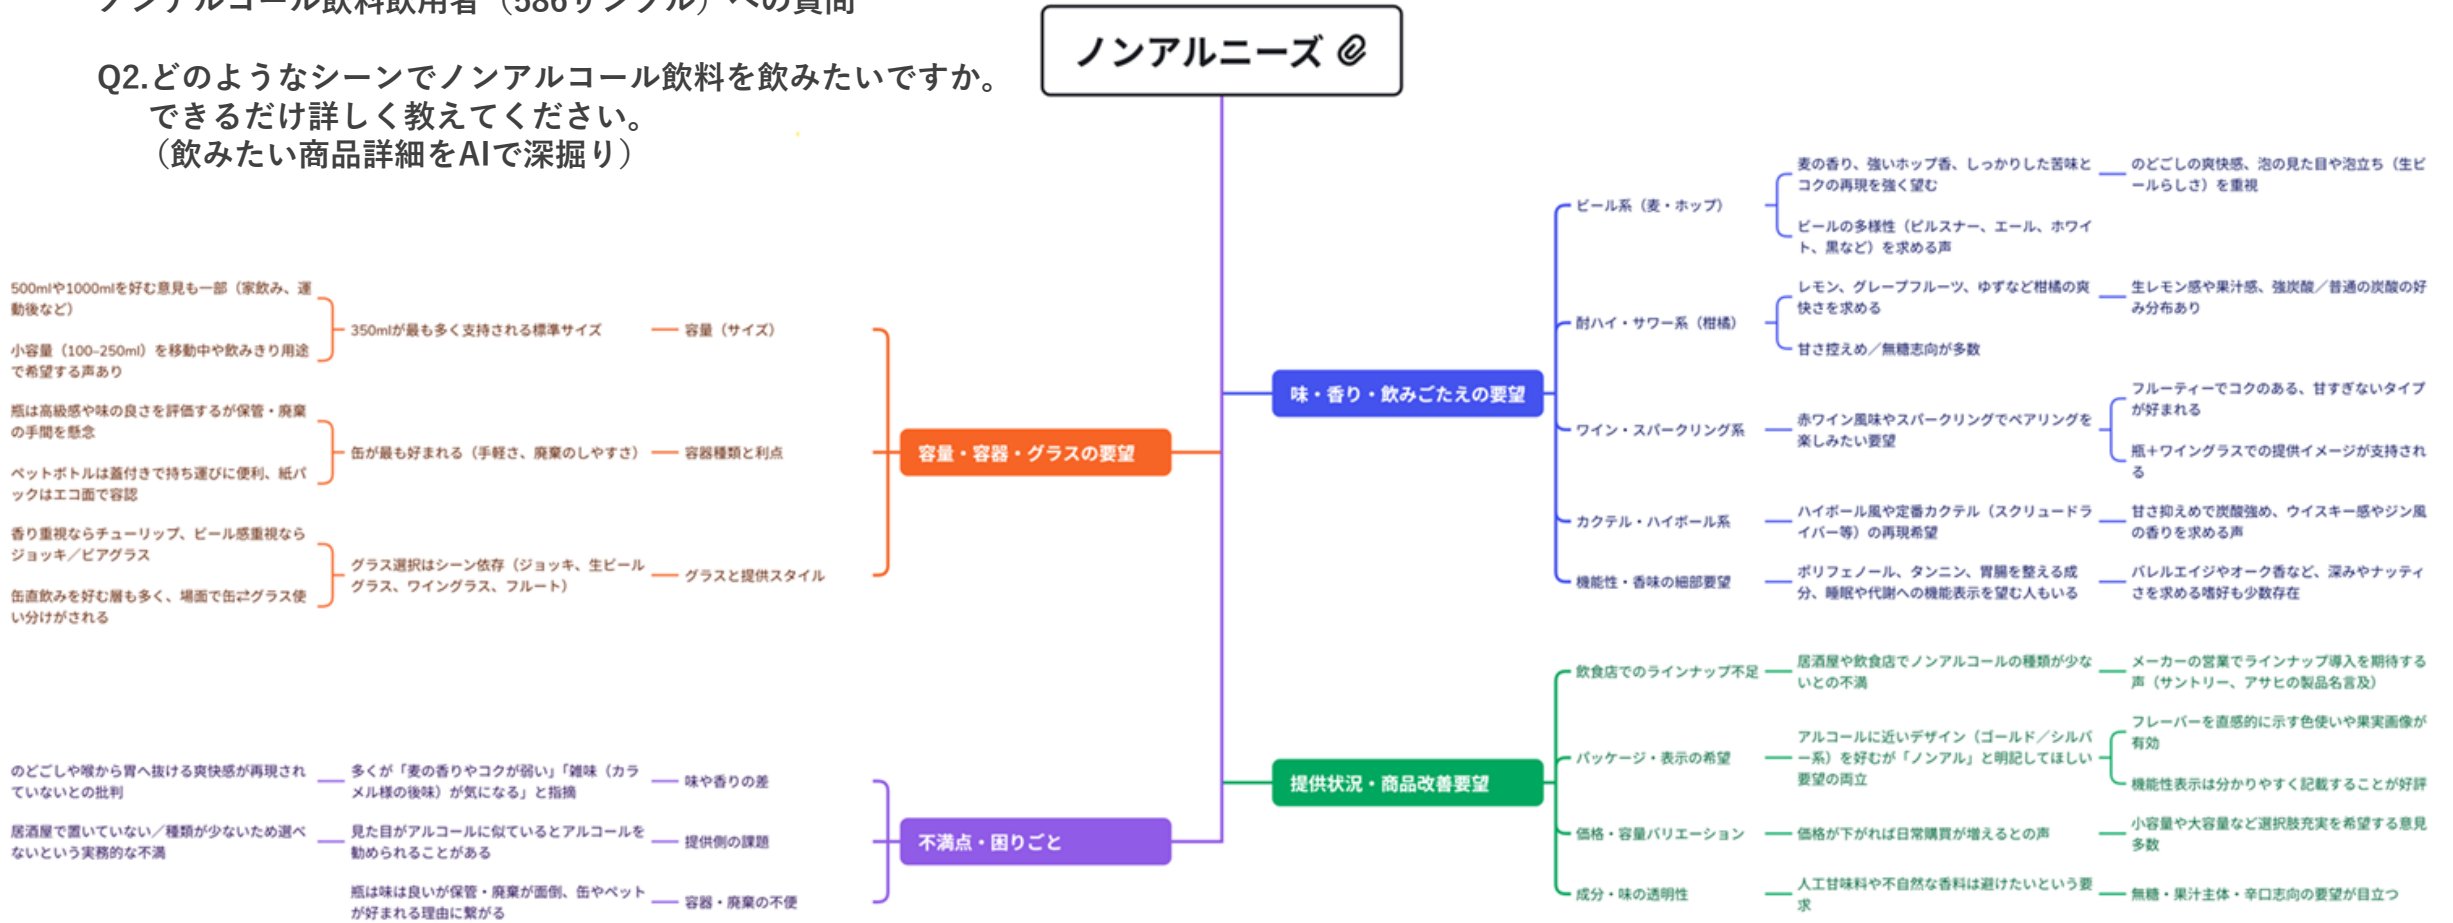 ノンアルコール飲料飲用者（586サンプル）への質問
Q2.どのようなシーンでノンアルコール飲料を飲みたいですか。
できるだけ詳しく教えてください。
（飲みたい商品詳細をAIで深掘り）
ノンアルニーズ
味・香り・飲みごたえの要望
ビール系（麦・ホップ）
麦の香り、強いホップ香、しっかりした苦味と
コクの再現を強く望む
のどごしの爽快感、泡の見た目や泡立ち（生ビ
ールらしさ）を重視
ビールの多様性（ピルスナー、エール、ホワイ
ト、黒など）を求める声
酎ハイ・サワー系（柑橘）
レモン、グレープフルーツ、ゆずなど柑橘の爽
快さを求める
生レモン感や果汁感、強炭酸／普通の炭酸の好
み分布あり
甘さ控えめ／無糖志向が多数
ワイン・スパークリング系
赤ワイン風味やスパークリングでペアリングを
楽しみたい要望
フルーティーでコクのある、甘すぎないタイプ
が好まれる
瓶＋ワイングラスでの提供イメージが支持され
る
カクテル・ハイボール系
ハイボール風や定番カクテル（スクリュードラ
イバー等）の再現希望
甘さ抑えめで炭酸強め、ウイスキー感やジン風
の香りを求める声
機能性・香味の細部要望
ポリフェノール、タンニン、胃腸を整える成
分、睡眠や代謝への機能表示を望む人もいる
バレルエイジやオーク香など、深みやナッティ
さを求める嗜好も少数存在
容量・容器・グラスの要望
容量（サイズ）
350mlが最も多く支持される標準サイズ
500mlや1000mlを好む意見も一部（家飲み、運
動後など）
小容量（100–250ml）を移動中や飲みきり用途
で希望する声あり
容器種類と利点
缶が最も好まれる（手軽さ、廃棄のしやすさ）
瓶は高級感や味の良さを評価するが保管・廃棄
の手間を懸念
ペットボトルは蓋付きで持ち運びに便利、紙パ
ックはエコ面で容認
グラスと提供スタイル
グラス選択はシーン依存（ジョッキ、生ビール
グラス、ワイングラス、フルート）
香り重視ならチューリップ、ビール感重視なら
ジョッキ／ビアグラス
缶直飲みを好む層も多く、場面で缶⇄グラス使
い分けがされる
提供状況・商品改善要望
飲食店でのラインナップ不足
居酒屋や飲食店でノンアルコールの種類が少な
いとの不満
メーカーの営業でラインナップ導入を期待する
声（サントリー、アサヒの製品名言及）
パッケージ・表示の希望
アルコールに近いデザイン（ゴールド／シルバ
ー系）を好むが「ノンアル」と明記してほしい
要望の両立
フレーバーを直感的に示す色使いや果実画像が
有効
機能性表示は分かりやすく記載することが好評
価格・容量バリエーション
価格が下がれば日常購買が増えるとの声
小容量や大容量など選択肢充実を希望する意見
多数
成分・味の透明性
人工甘味料や不自然な香料は避けたいという要
求
無糖・果汁主体・辛口志向の要望が目立つ
不満点・困りごと
味や香りの差
多くが「麦の香りやコクが弱い」「雑味（カラ
メル様の後味）が気になる」と指摘
のどごしや喉から胃へ抜ける爽快感が再現され
ていないとの批判
提供側の課題
見た目がアルコールに似ているとアルコールを
勧められることがある
居酒屋で置いていない／種類が少ないため選べ
ないという実務的な不満
容器・廃棄の不便
瓶は味は良いが保管・廃棄が面倒、缶やペット
が好まれる理由に繋がる